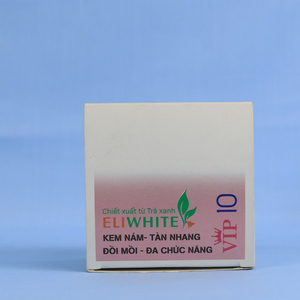 Chiết xuất từ Trà xanh
ELIWHITE
KEM NÁM- TÀN NHANG
ĐỒI MỒI - ĐA CHỨC NĂNG
VIP 10